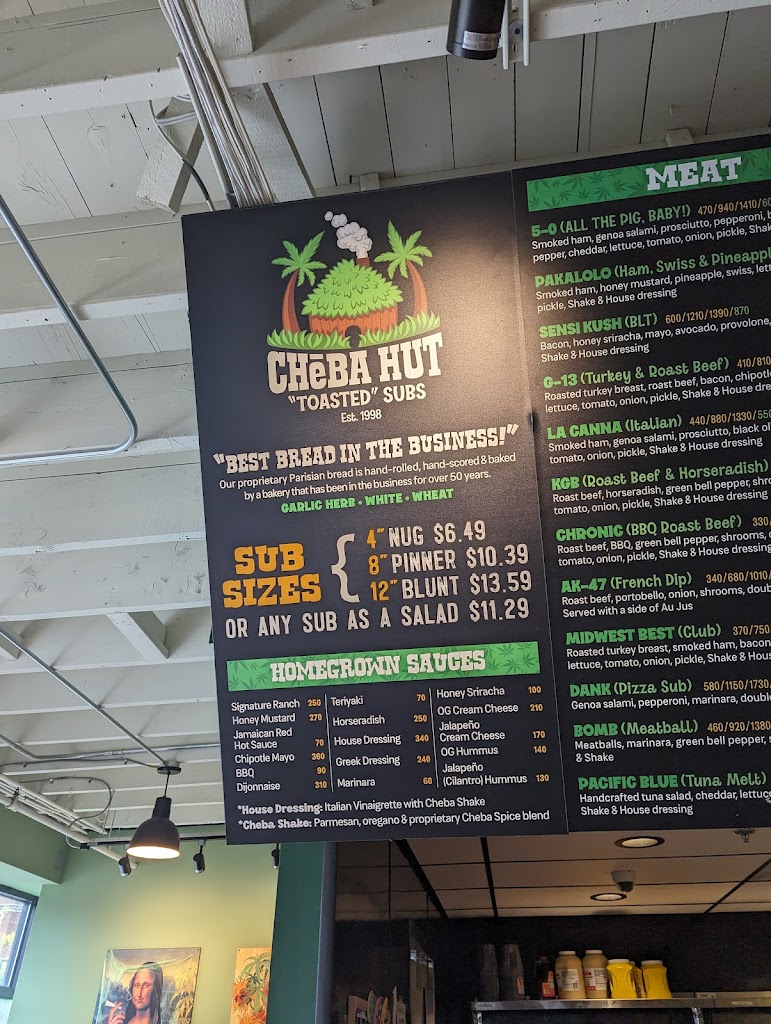 CHēBA HUT
"TOASTED" SUBS
Est. 1998
"BEST BREAD IN THE BUSINESS!"
Our proprietary Parisian bread is hand-rolled, hand-scored & baked
by a bakery that has been in the business for over 50 years.
GARLIC HERB • WHITE • WHEAT
SUB SIZES
4" NUG $6.49
8" PINNER $10.39
12" BLUNT $13.59
OR ANY SUB AS A SALAD $11.29
HOMEGROWN SAUCES
Signature Ranch 250
Honey Mustard 270
Jamaican Red
Hot Sauce 70
Chipotle Mayo 360
BBQ 90
Dijonnaise 310
Teriyaki 70
Horseradish 250
House Dressing 340
Greek Dressing 240
Marinara 60
Honey Sriracha 100
OG Cream Cheese 210
Jalapeño
Cream Cheese 170
OG Hummus 140
Jalapeño
(Cilantro) Hummus 130
*House Dressing: Italian Vinaigrette with Cheba Shake
*Cheba Shake: Parmesan, oregano & proprietary Cheba Spice blend
MEAT
5-0 (ALL THE PIG, BABY!) 470/940/1410/
Smoked ham, genoa salami, prosciutto, pepperoni,
pepper, cheddar, lettuce, tomato, onion, pickle,
PAKALOLO (Ham, Swiss &
Smoked ham, honey mustard, pineapple, swiss,
pickle, Shake & House dressing
SENSI KUSH (BLT) 600/1210/1390/870
Bacon, honey sriracha, mayo, avocado, provolone,
Shake & House dressing
G-13 (Turkey & Roast Beef) 410/
Roasted turkey breast, roast beef, bacon,
lettuce, tomato, onion, pickle, Shake & House
LA CANNA (Italian) 440/880/1330/
Smoked ham, genoa salami, prosciutto, black
tomato, onion, pickle, Shake & House dressing
KGB (Roast Beef & Horseradish)
Roast beef, horseradish, green bell pepper,
tomato, onion, pickle, Shake & House dressing
CHRONIC (BBQ Roast Beef) 330/
Roast beef, BBQ, green bell pepper, shrooms,
tomato, onion, pickle, Shake & House dressing
AK-47 (French Dip) 340/680/1010/
Roast beef, portobello, onion, shrooms,
Served with a side of Au Jus
MIDWEST BEST (Club) 370/750
Roasted turkey breast, smoked ham, bacon
lettuce, tomato, onion, pickle, Shake &
DANK (Pizza Sub) 580/1150/1730/
Genoa salami, pepperoni, marinara,
BOMB (Meatball) 460/920/1380
Meatballs, marinara, green bell pepper,
& Shake
PACIFIC BLUE (Tuna Melt)
Handcrafted tuna salad, cheddar,
Shake & House dressing